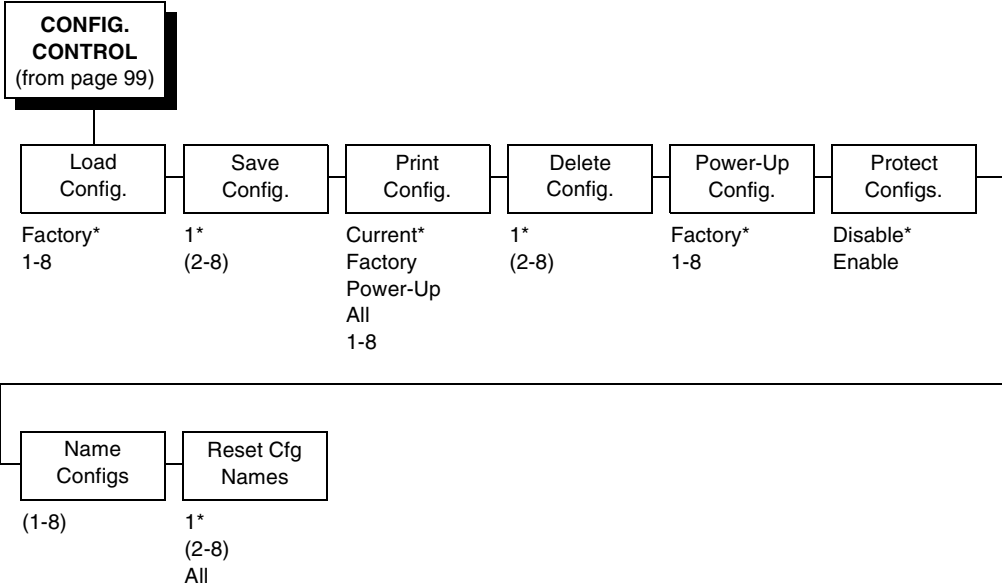 CONFIG.
CONTROL
(from page 99)
Load
Config.
Factory*
1-8
Save
Config.
1*
(2-8)
Print
Config.
Current*
Factory
Power-Up
All
1-8
Delete
Config.
1*
(2-8)
Power-Up
Config.
Factory*
1-8
Protect
Configs.
Disable*
Enable
Name
Configs
(1-8)
Reset Cfg
Names
1*
(2-8)
All